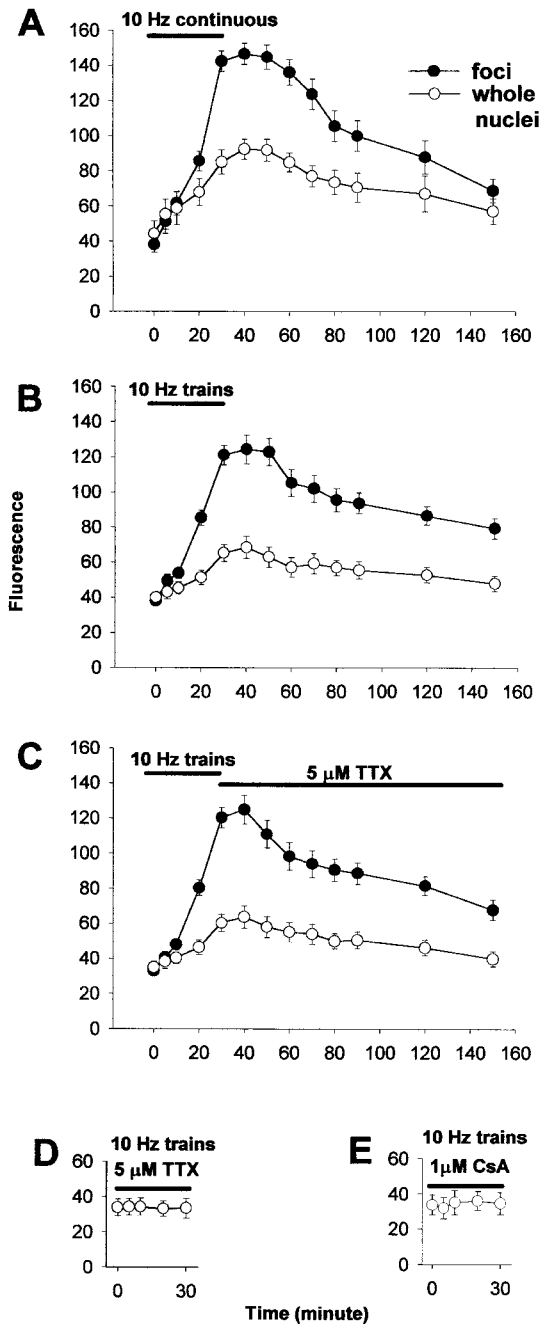 A
10 Hz continuous
foci
whole
nuclei
160
140
120
100
80
60
40
20
0
0 20 40 60 80 100 120 140 160
B
10 Hz trains
160
140
120
100
80
60
40
20
0
0 20 40 60 80 100 120 140 160
Fluorescence
C
10 Hz trains
5 μM TTX
160
140
120
100
80
60
40
20
0
0 20 40 60 80 100 120 140 160
D
10 Hz trains
5 μM TTX
60
40
20
0
0 30
E
10 Hz trains
1μM CsA
60
40
20
0
0 30
Time (minute)